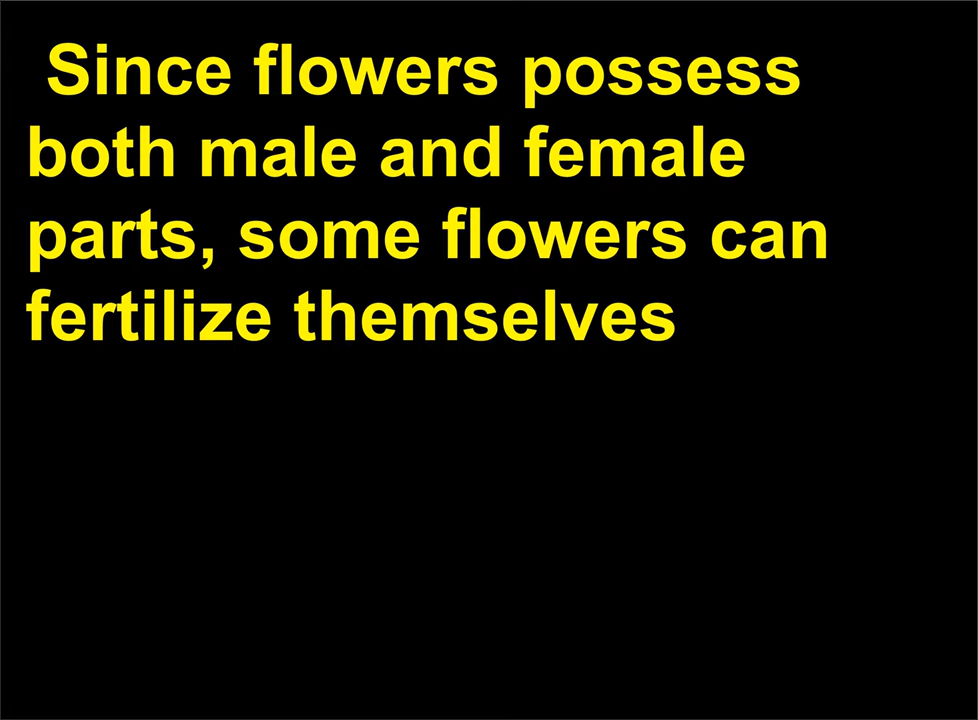 Since flowers possess
both male and female
parts, some flowers can
fertilize themselves